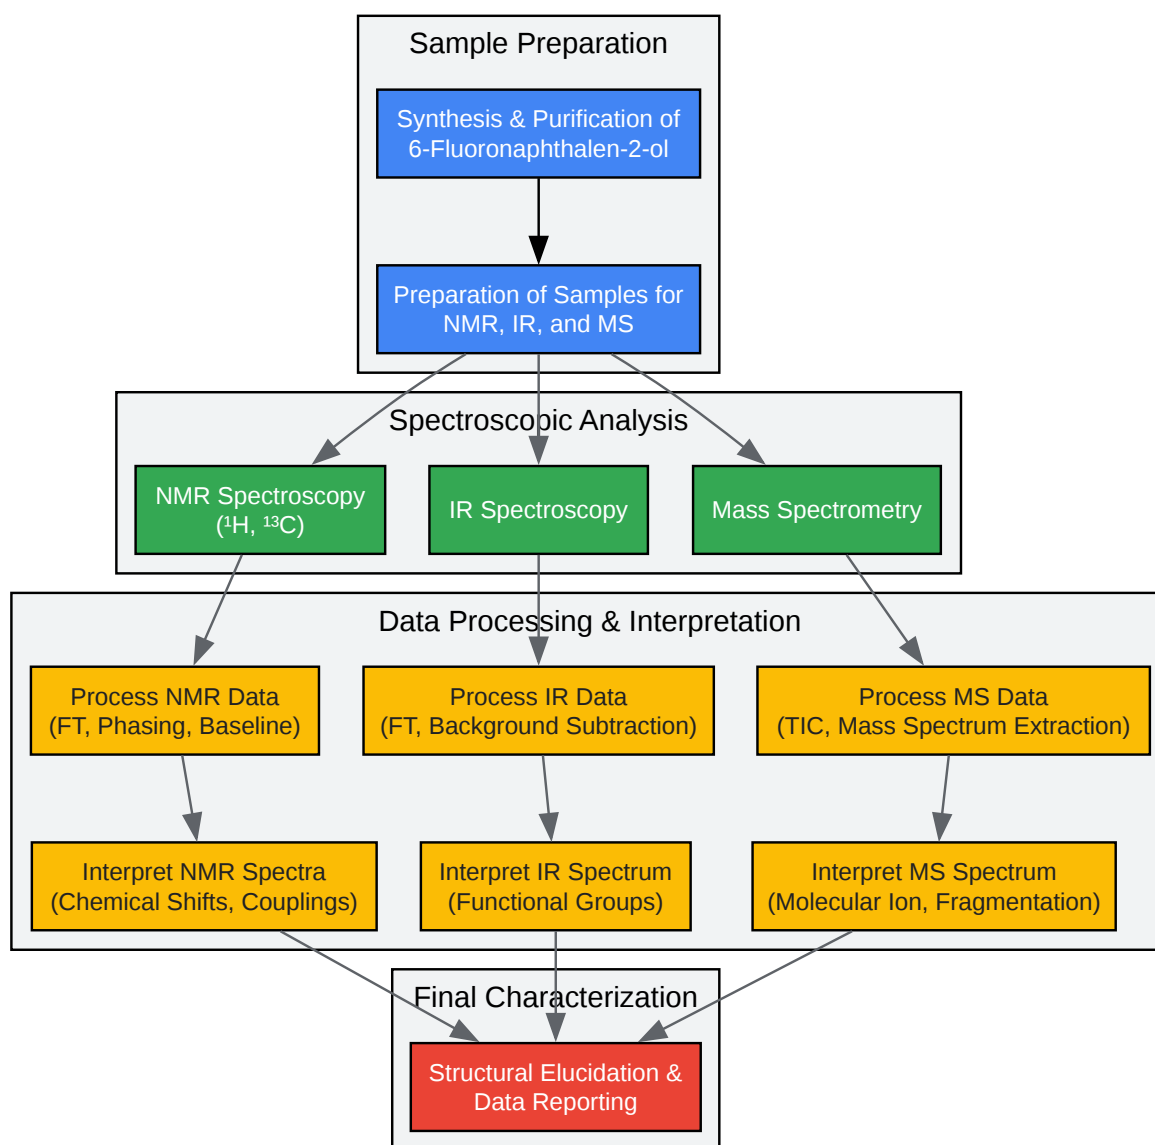 Sample Preparation
Synthesis & Purification of
6-Fluoronaphthalen-2-ol
Preparation of Samples for
NMR, IR, and MS
Spectroscopic Analysis
NMR Spectroscopy
(¹H, ¹³C)
IR Spectroscopy
Mass Spectrometry
Data Processing & Interpretation
Process NMR Data
(FT, Phasing, Baseline)
Process IR Data
(FT, Background Subtraction)
Process MS Data
(TIC, Mass Spectrum Extraction)
Interpret NMR Spectra
(Chemical Shifts, Couplings)
Interpret IR Spectrum
(Functional Groups)
Interpret MS Spectrum
(Molecular Ion, Fragmentation)
Final Characterization
Structural Elucidation &
Data Reporting